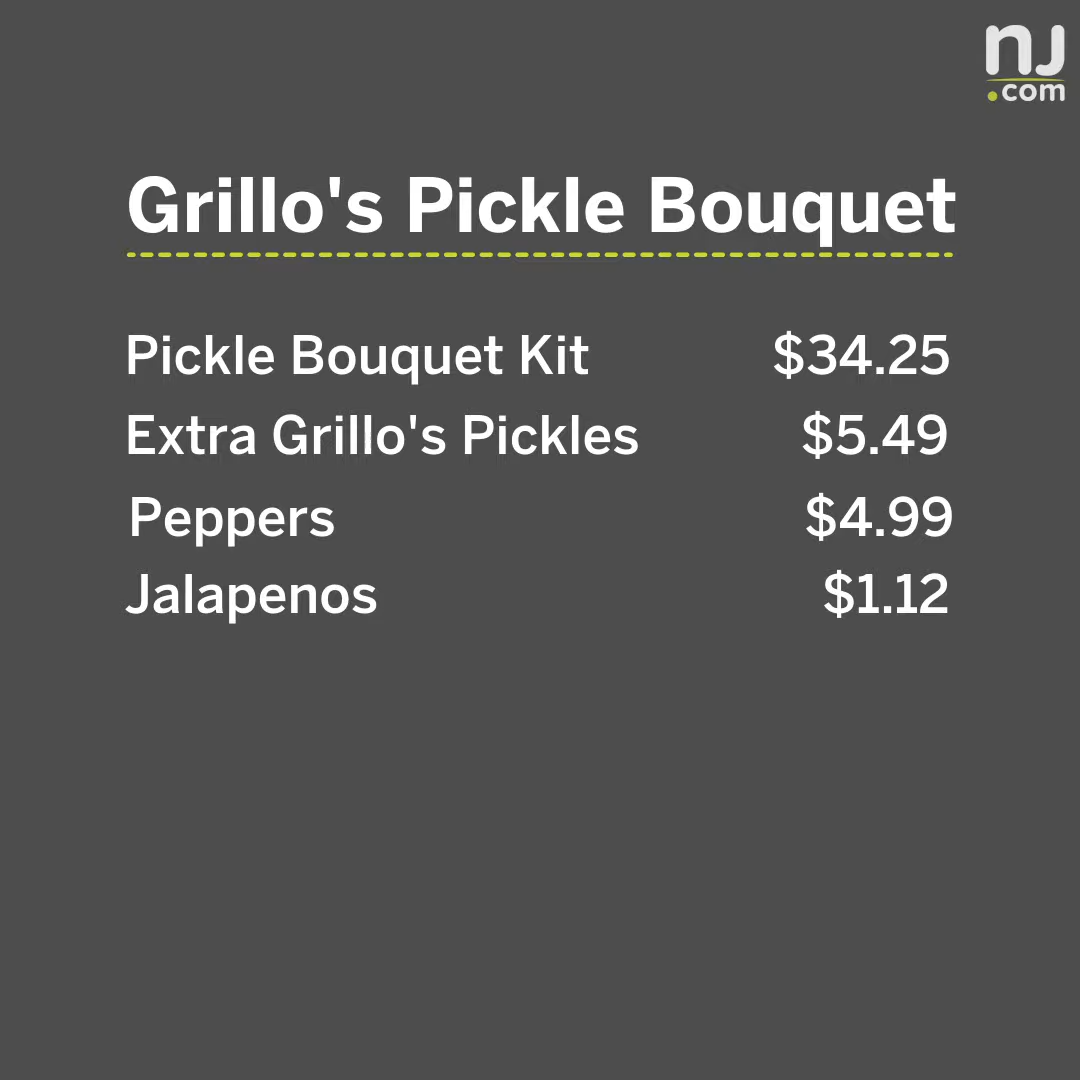 nj
.com
Grillo's Pickle Bouquet
Pickle Bouquet Kit $34.25
Extra Grillo's Pickles $5.49
Peppers $4.99
Jalapenos $1.12